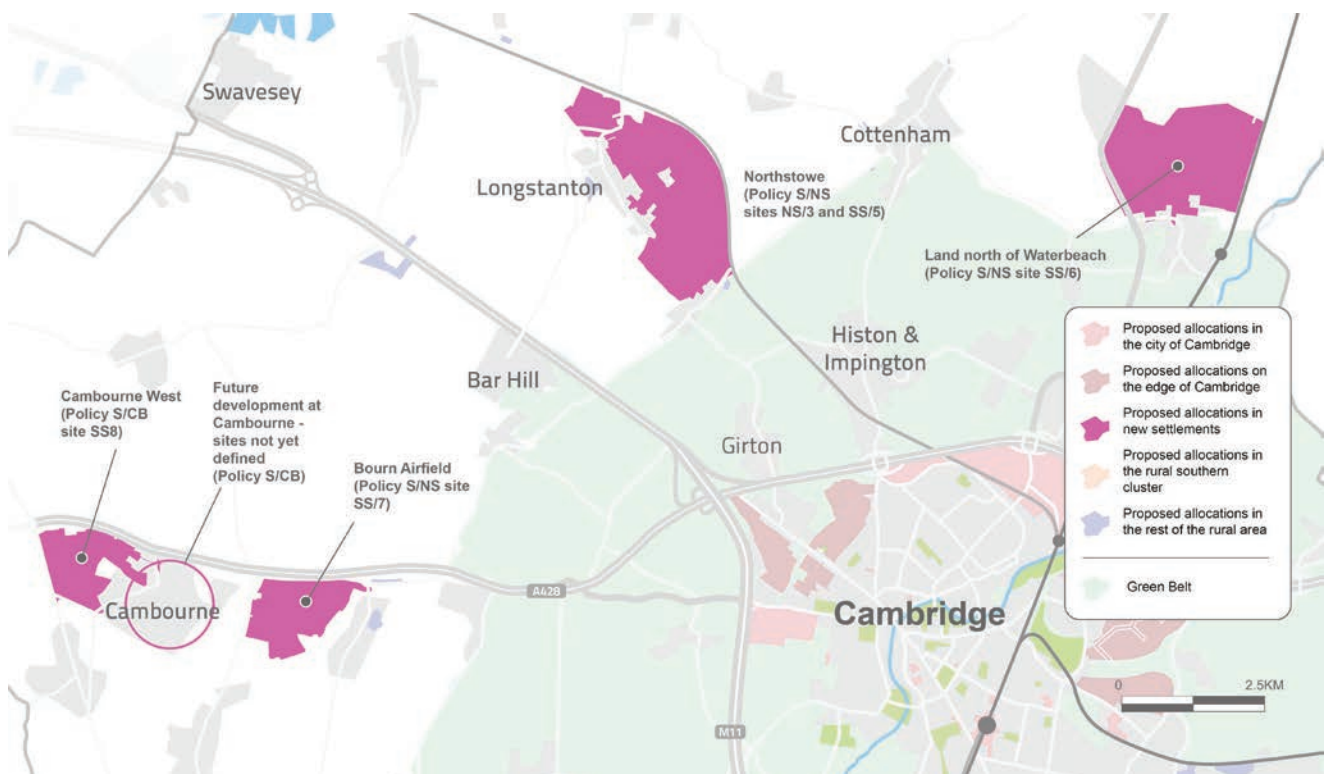 Swavesey
Cottenham
Longstanton
Northstowe
(Policy S/NS
sites NS/3 and SS/5)
Land north of Waterbeach
(Policy S/NS site SS/6)
Histon &
Impington
Bar Hill
Girton
Cambourne West
(Policy S/CB
site SS8)
Future
development at
Cambourne -
sites not yet
defined
(Policy S/CB)
Bourn Airfield
(Policy S/NS site
SS/7)
Cambourne
A428
Cambridge
M11
Proposed allocations in
the city of Cambridge
Proposed allocations on
the edge of Cambridge
Proposed allocations in
new settlements
Proposed allocations in
the rural southern
cluster
Proposed allocations in
the rest of the rural area
Green Belt
0 2.5KM